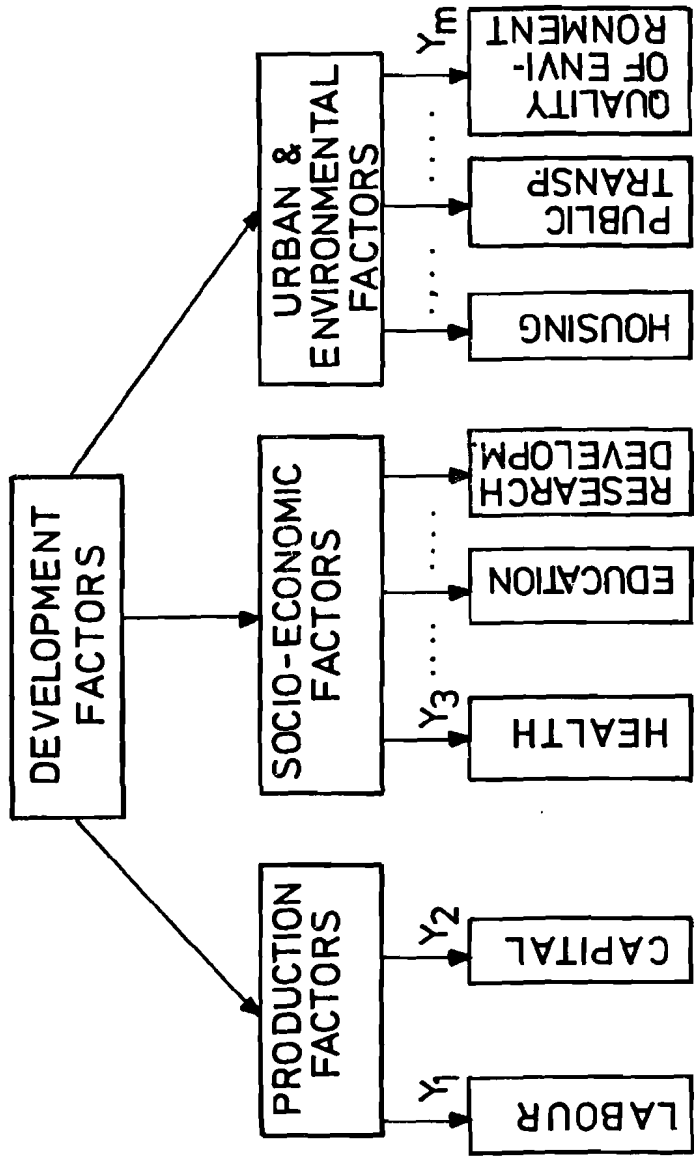 DEVELOPMENT
FACTORS
PRODUCTION
FACTORS
SOCIO-ECONOMIC
FACTORS
URBAN &
ENVIRONMENTAL
FACTORS
Y1
Y2
Y3
Ym
LABOUR
CAPITAL
HEALTH
EDUCATION
RESEARCH
DEVELOPM.
HOUSING
PUBLIC
TRANSP.
QUALITY
OF ENVI-
RONMENT